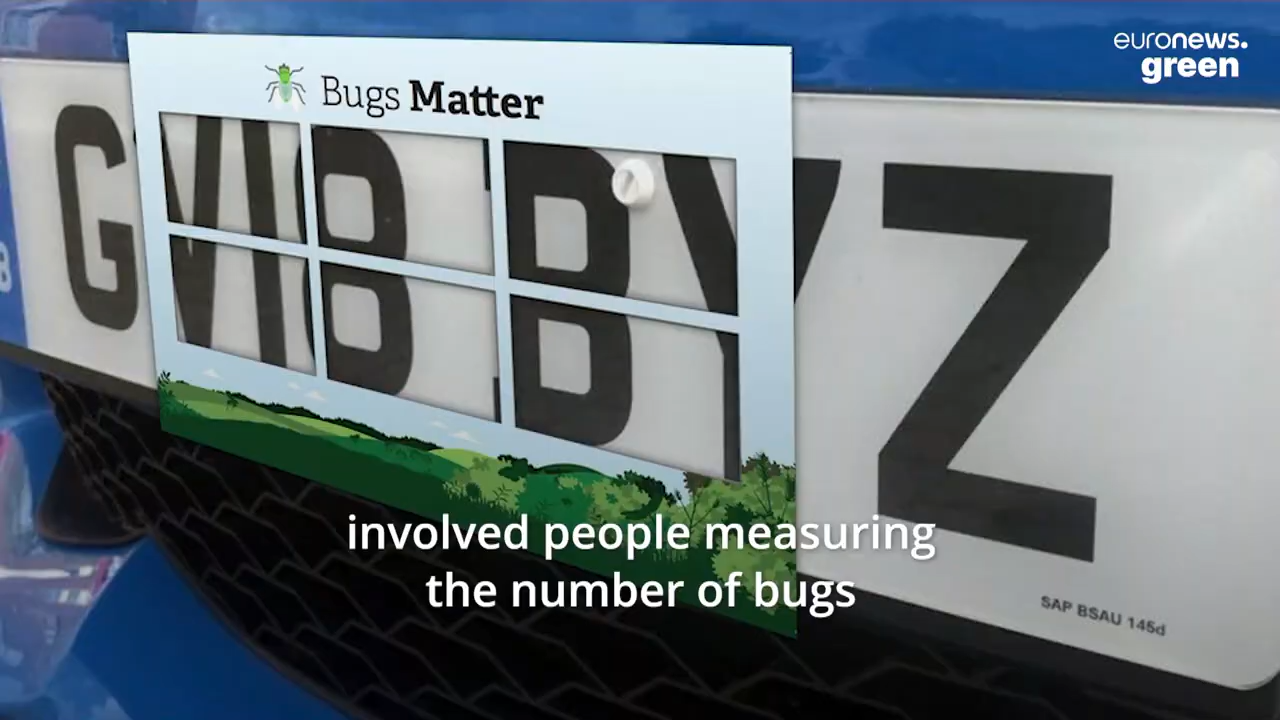 euronews.
green
Bugs Matter
GV18 BYZ
involved people measuring
the number of bugs
SAP BSAU 145d